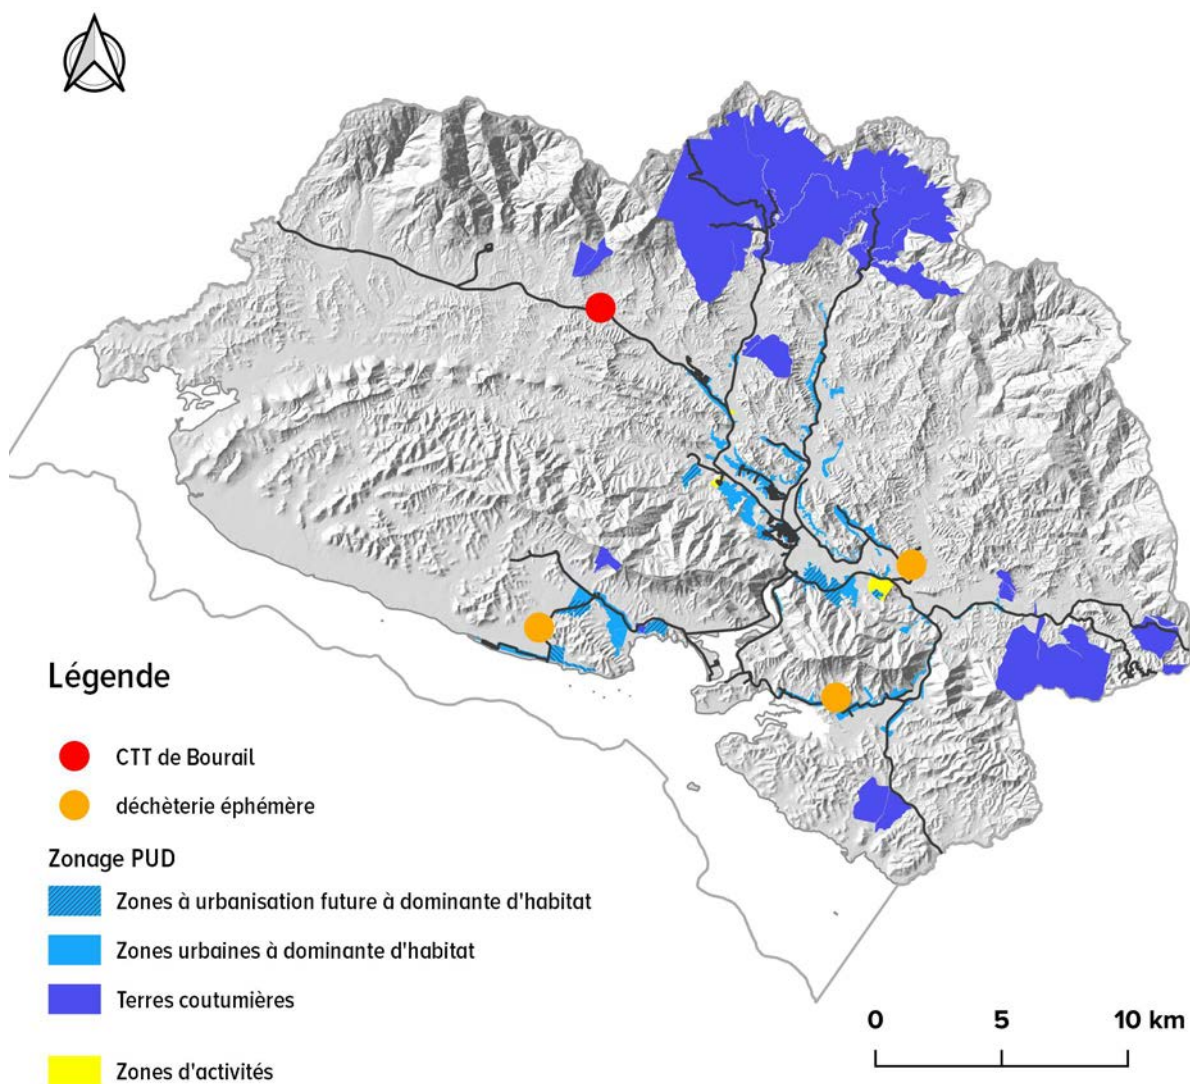 Légende
CTT de Bourail
déchèterie éphémère
Zonage PUD
Zones à urbanisation future à dominante d'habitat
Zones urbaines à dominante d'habitat
Terres coutumières
Zones d'activités
0 5 10 km